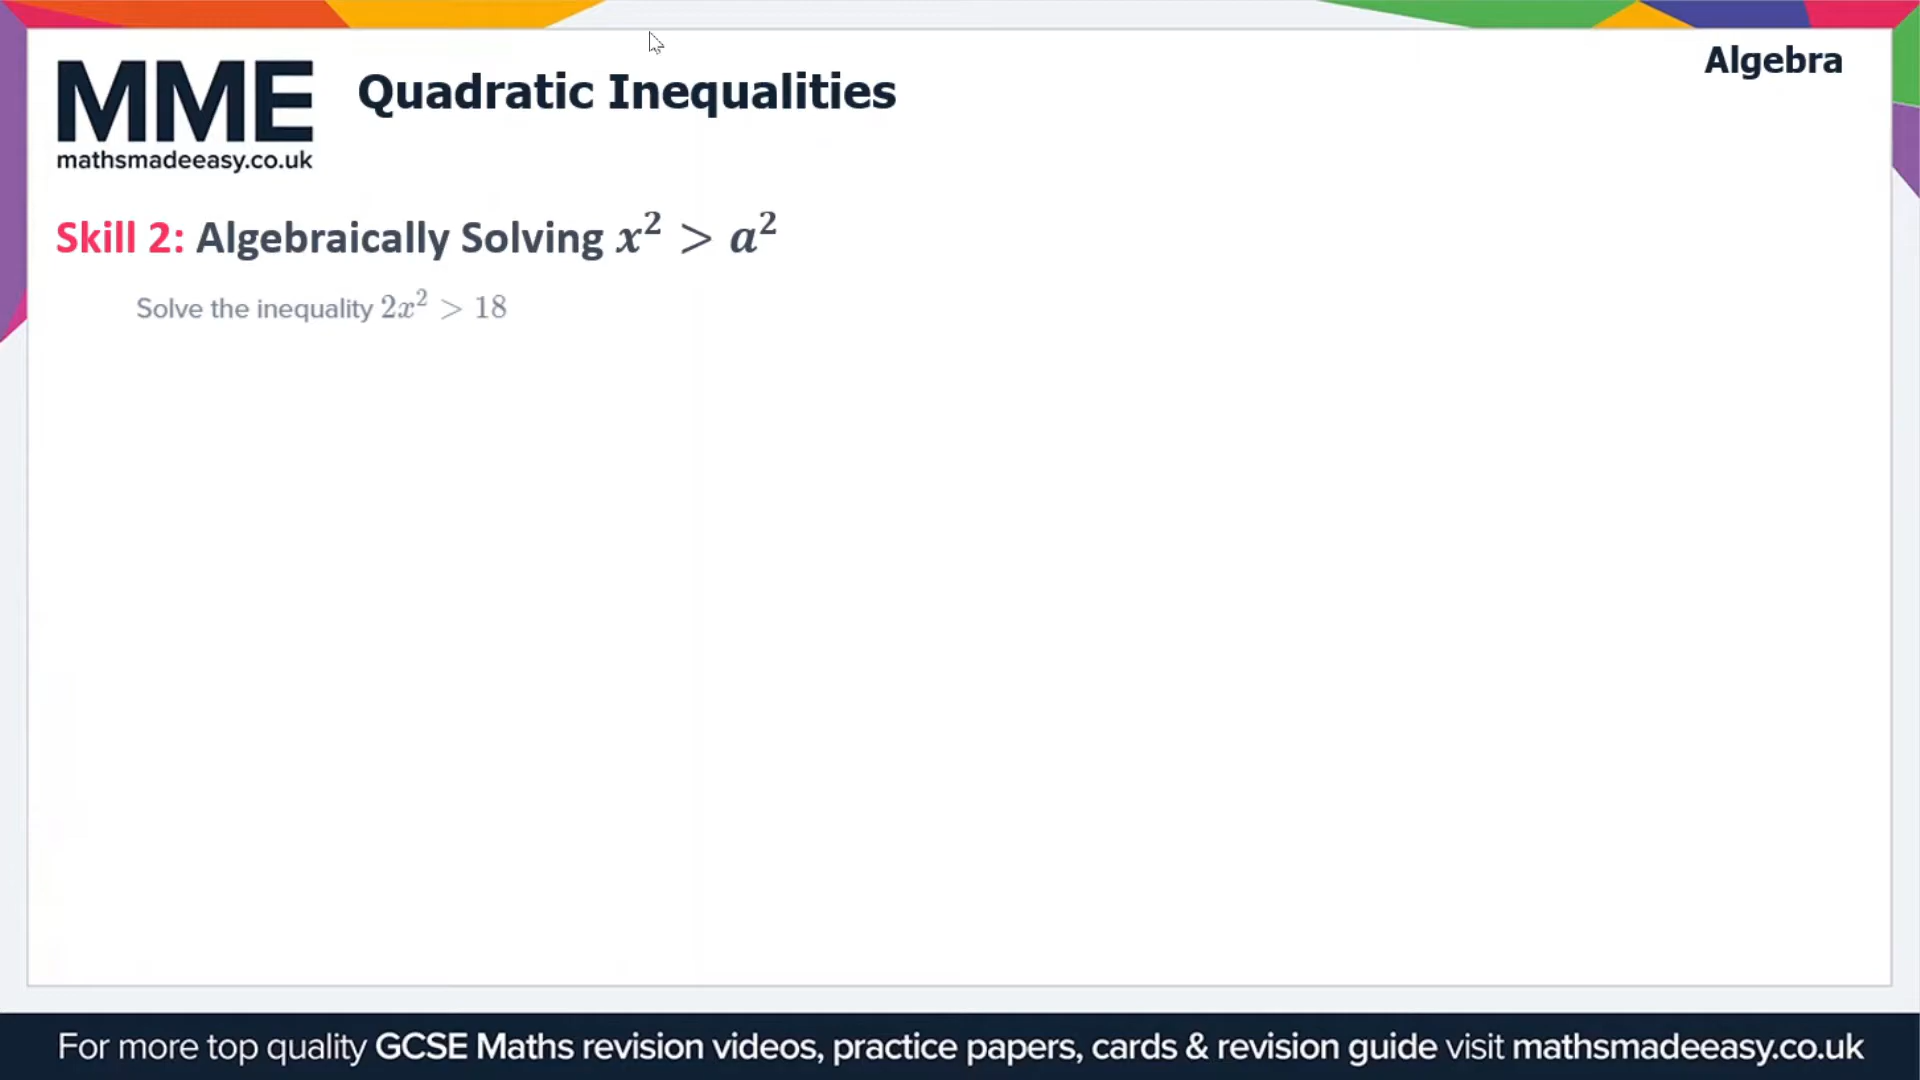 Algebra
MME
mathsmadeeasy.co.uk
Quadratic Inequalities
Skill 2: Algebraically Solving x² > a²
Solve the inequality 2x² > 18
For more top quality GCSE Maths revision videos, practice papers, cards & revision guide visit mathsmadeeasy.co.uk